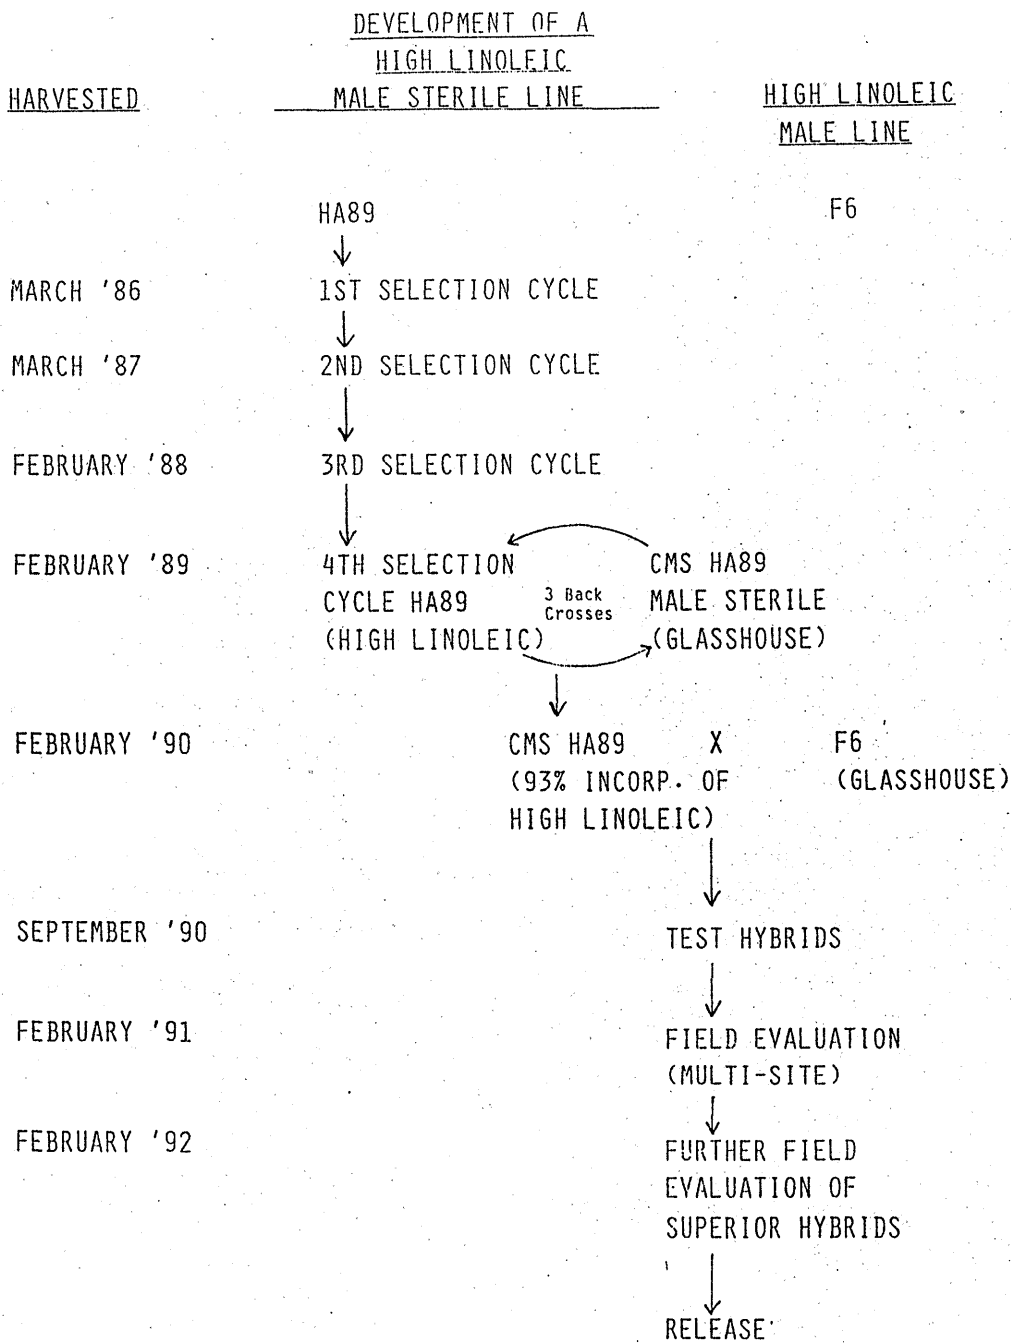 DEVELOPMENT OF A
HIGH LINOLEIC
HARVESTED MALE STERILE LINE HIGH LINOLEIC
MALE LINE
HA89 F6
MARCH '86 1ST SELECTION CYCLE
MARCH '87 2ND SELECTION CYCLE
FEBRUARY '88 3RD SELECTION CYCLE
FEBRUARY '89 4TH SELECTION CMS HA89
CYCLE HA89 3 Back MALE STERILE
Crosses
(HIGH LINOLEIC) (GLASSHOUSE)
FEBRUARY '90 CMS HA89 X F6
(93% INCORP. OF (GLASSHOUSE)
HIGH LINOLEIC)
SEPTEMBER '90 TEST HYBRIDS
FEBRUARY '91 FIELD EVALUATION
(MULTI-SITE)
FEBRUARY '92 FURTHER FIELD
EVALUATION OF
SUPERIOR HYBRIDS
RELEASE